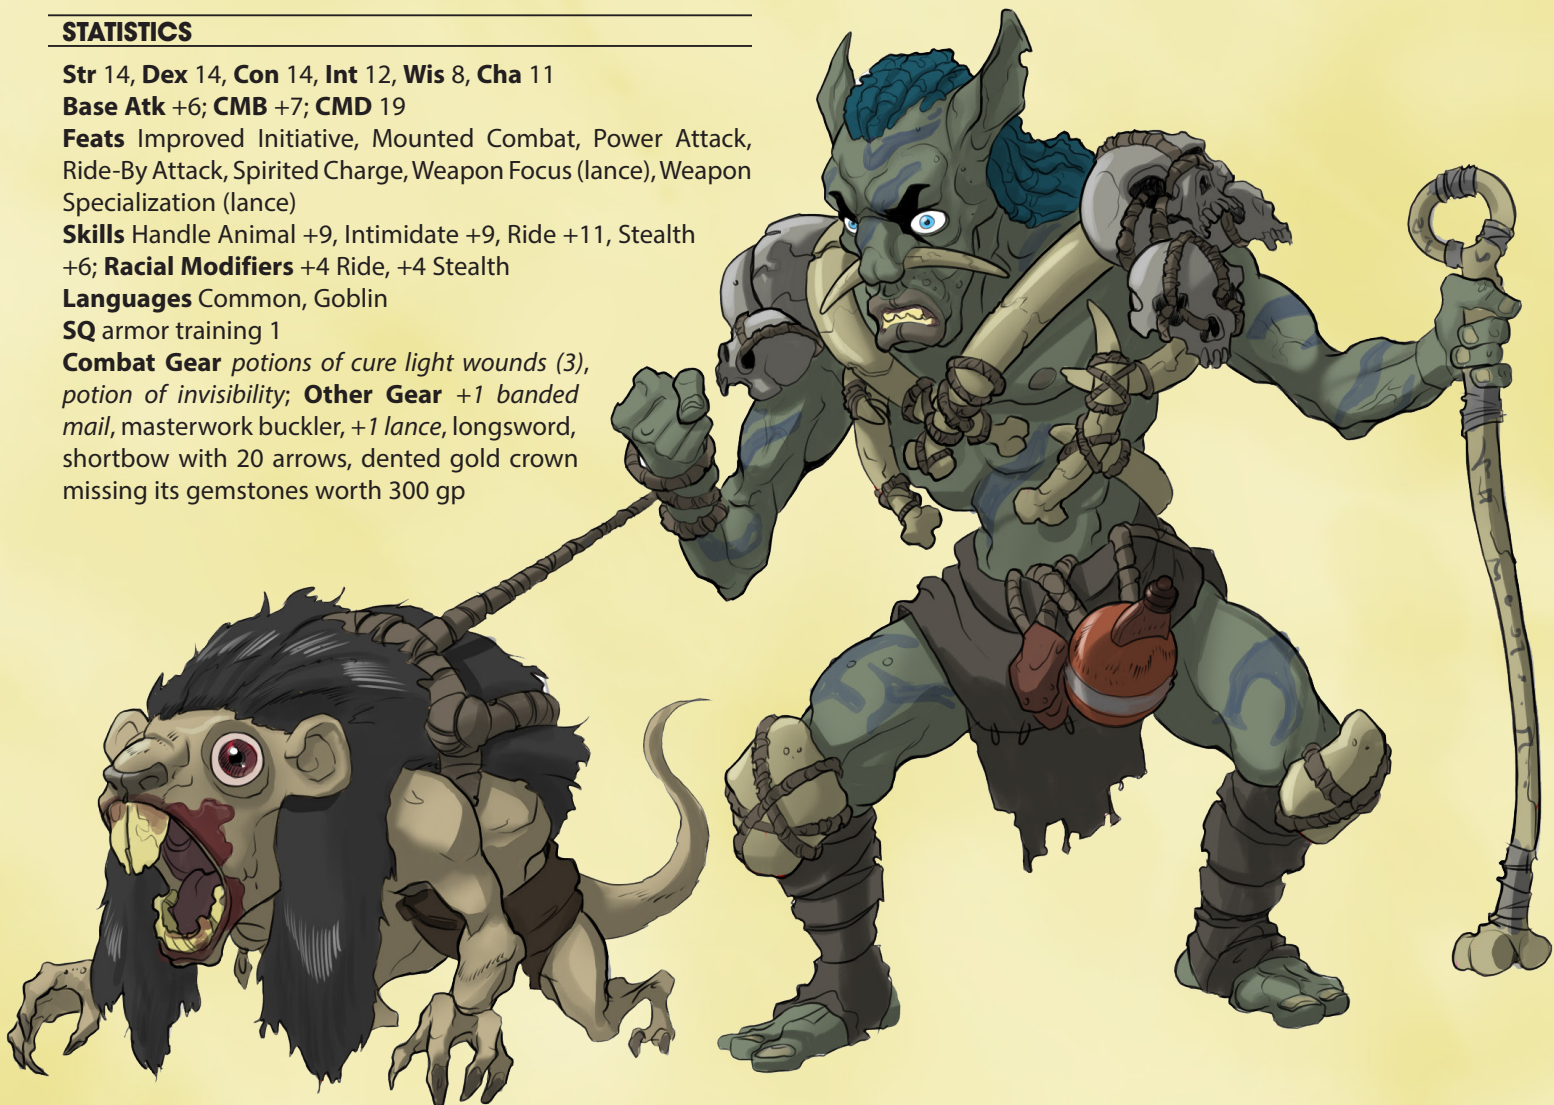 STATISTICS
Str 14, Dex 14, Con 14, Int 12, Wis 8, Cha 11
Base Atk +6; CMB +7; CMD 19
Feats Improved Initiative, Mounted Combat, Power Attack,
Ride-By Attack, Spirited Charge, Weapon Focus (lance), Weapon
Specialization (lance)
Skills Handle Animal +9, Intimidate +9, Ride +11, Stealth
+6; Racial Modifiers +4 Ride, +4 Stealth
Languages Common, Goblin
SQ armor training 1
Combat Gear potions of cure light wounds (3),
potion of invisibility; Other Gear +1 banded
mail, masterwork buckler, +1 lance, longsword,
shortbow with 20 arrows, dented gold crown
missing its gemstones worth 300 gp